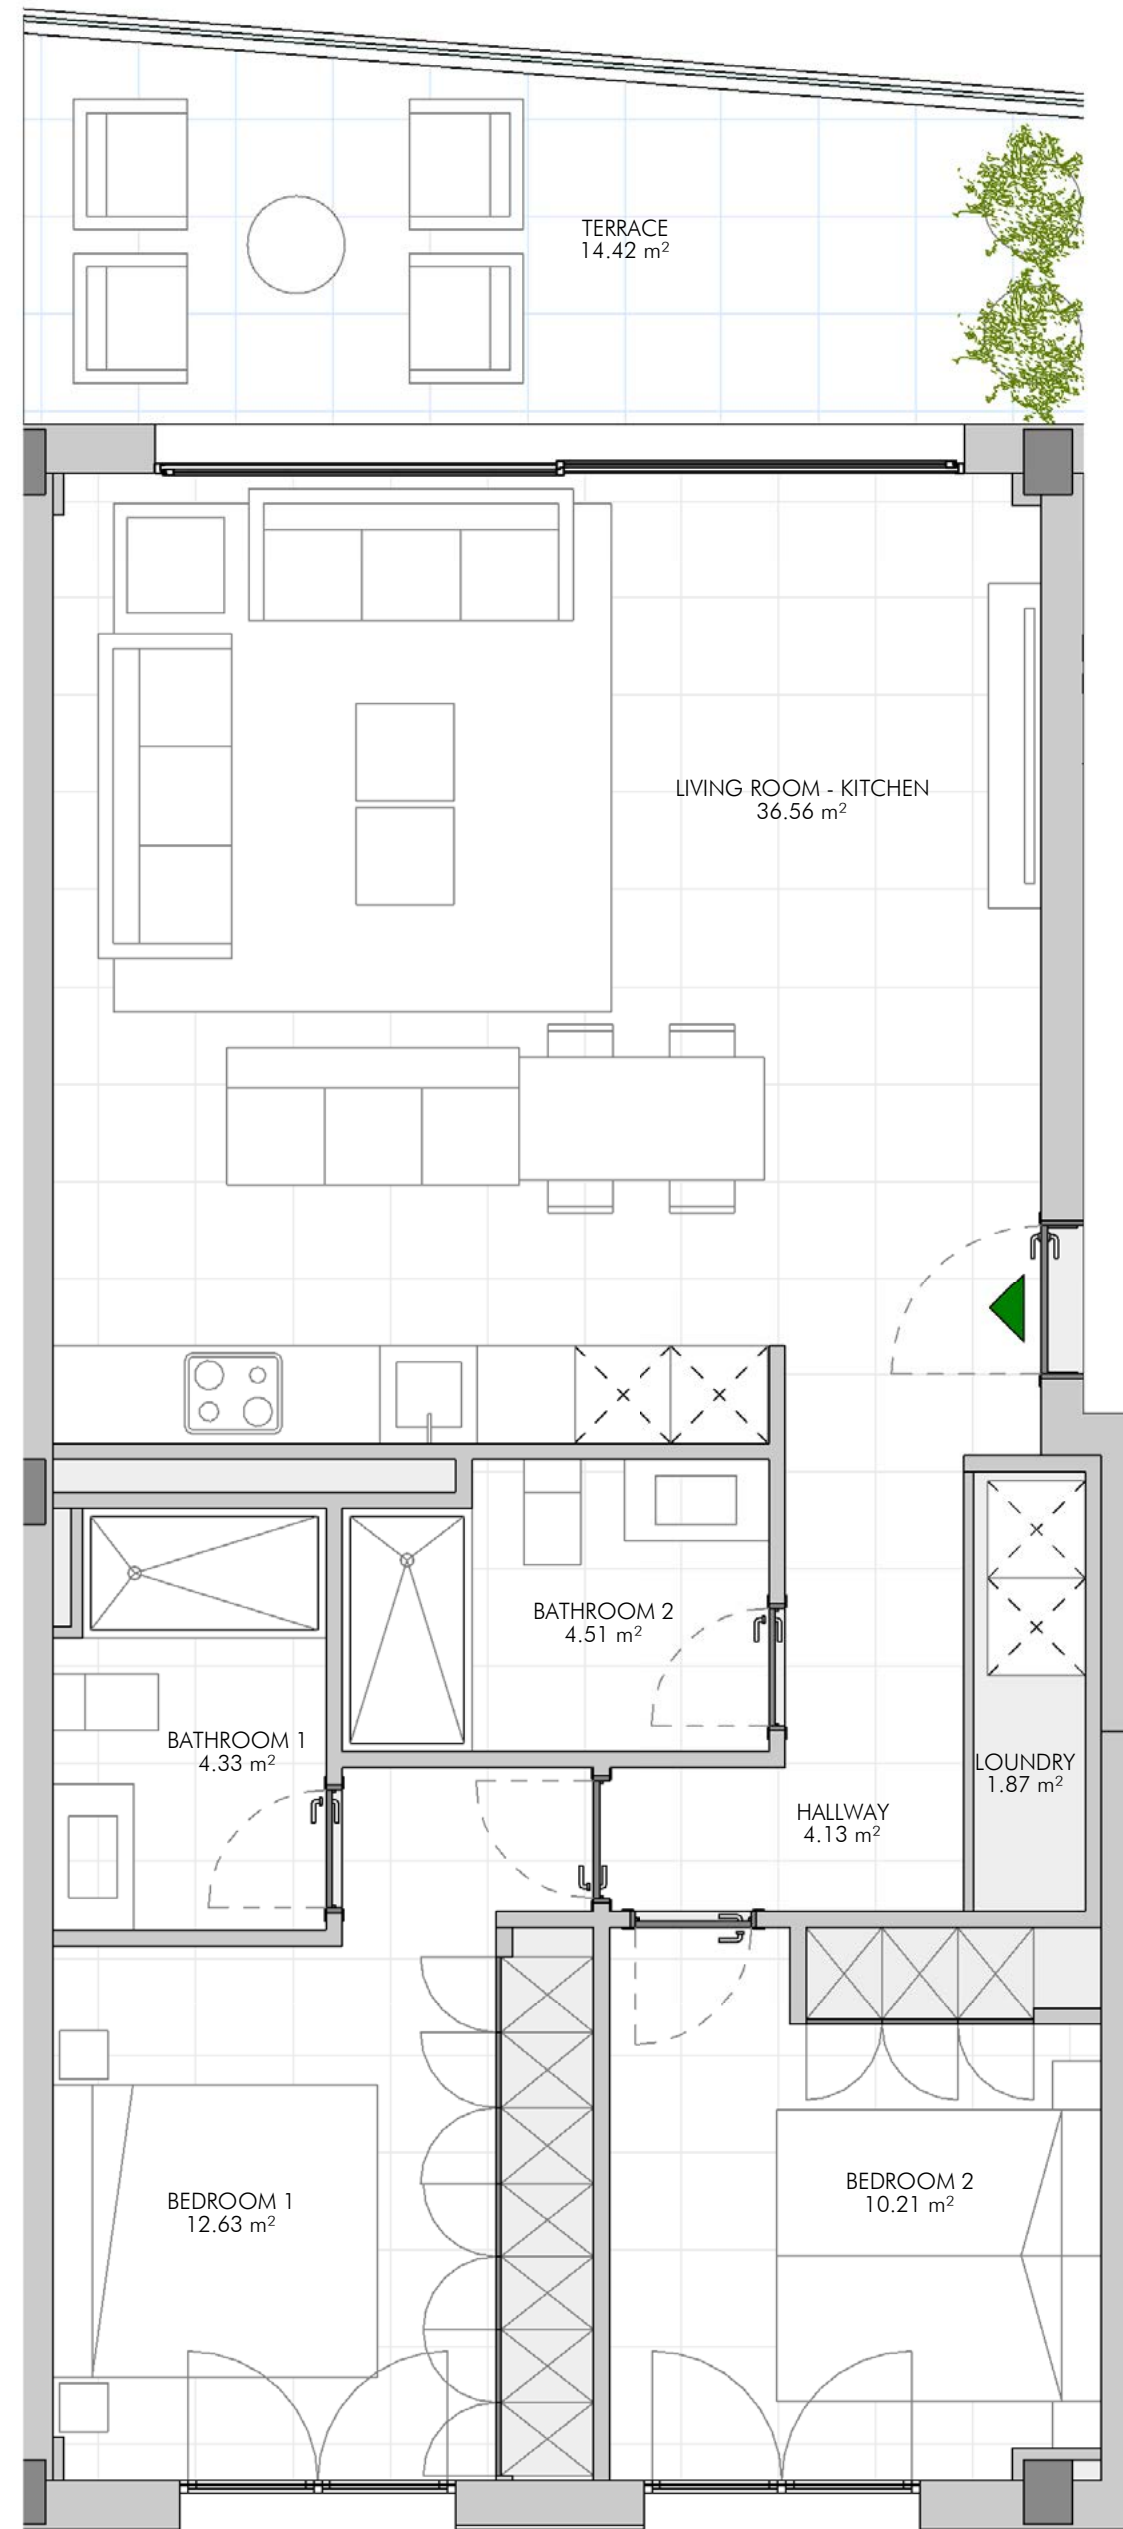 TERRACE
14.42 m²
LIVING ROOM - KITCHEN
36.56 m²
BATHROOM 2
4.51 m²
BATHROOM 1
4.33 m²
LOUNDRY
1.87 m²
HALLWAY
4.13 m²
BEDROOM 2
10.21 m²
BEDROOM 1
12.63 m²